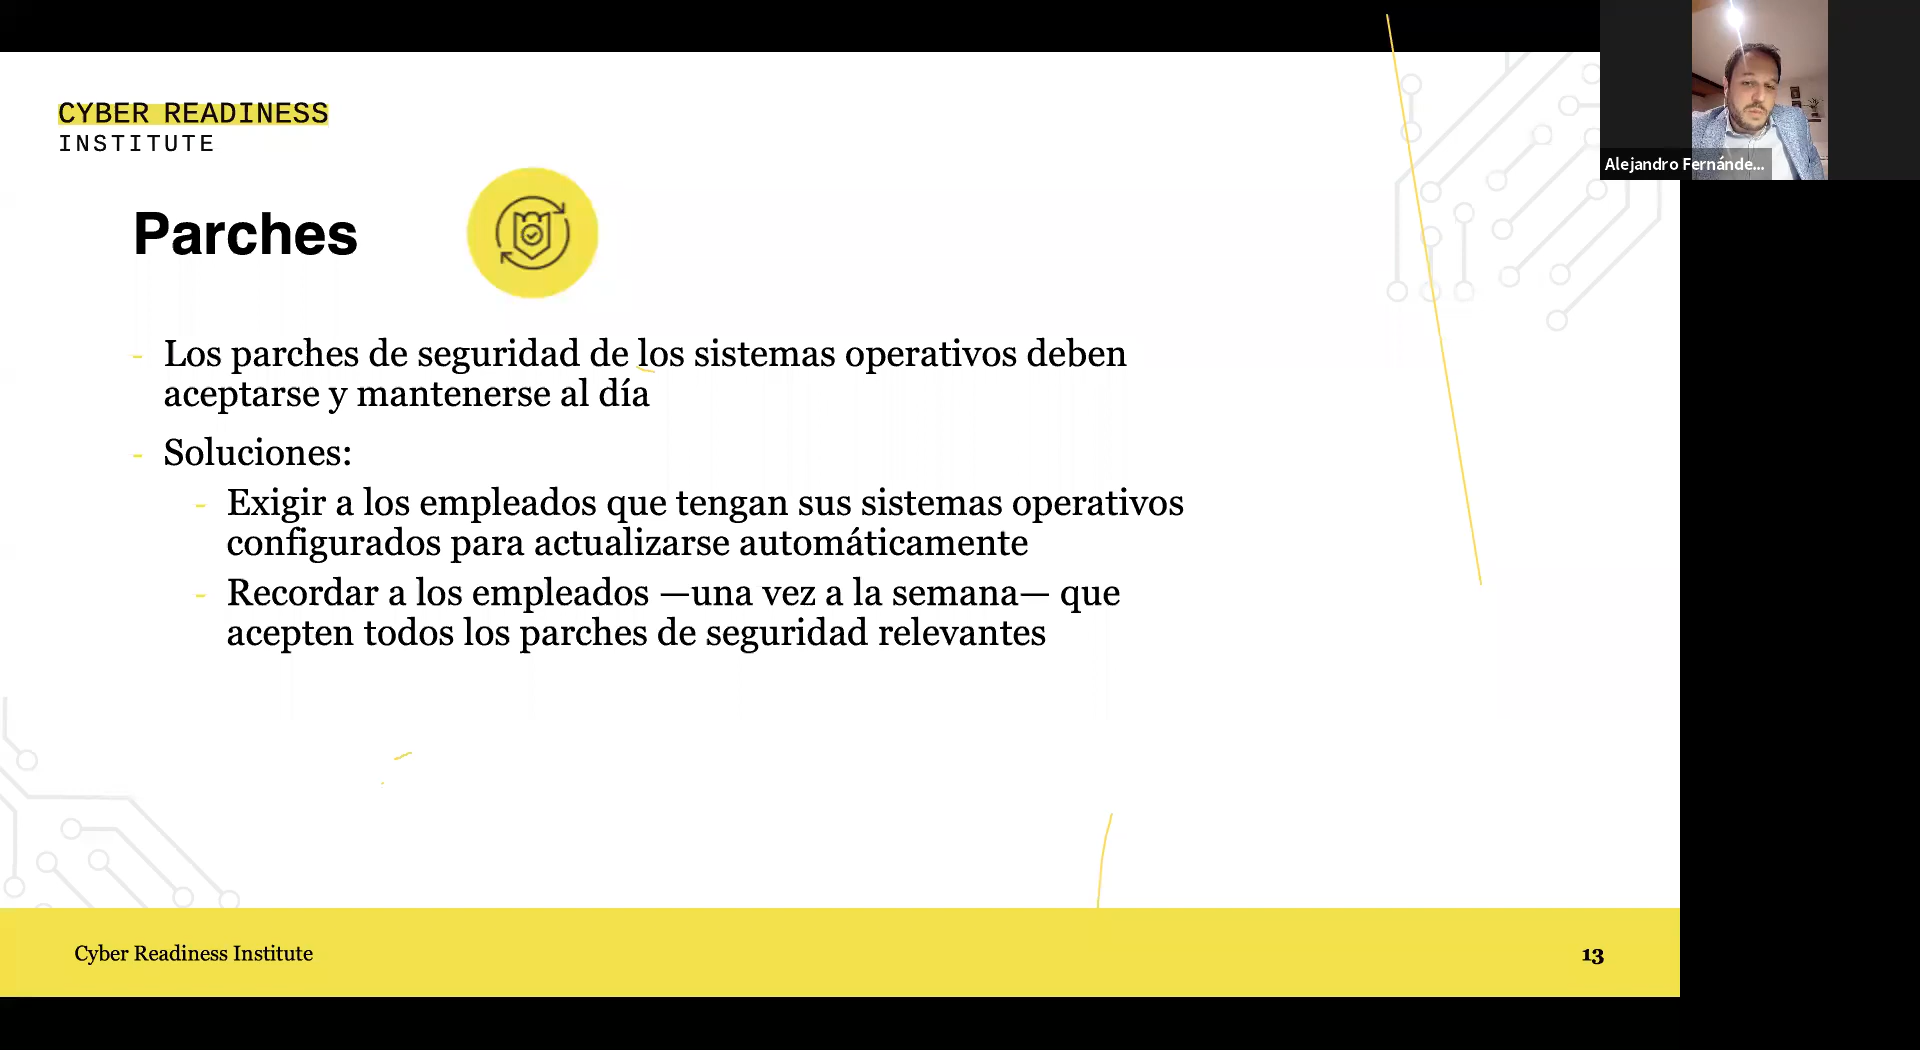 CYBER READINESS
INSTITUTE
Alejandro Fernánde...
Parches
- Los parches de seguridad de los sistemas operativos deben
aceptarse y mantenerse al día
- Soluciones:
- Exigir a los empleados que tengan sus sistemas operativos
configurados para actualizarse automáticamente
- Recordar a los empleados —una vez a la semana— que
acepten todos los parches de seguridad relevantes
Cyber Readiness Institute
13